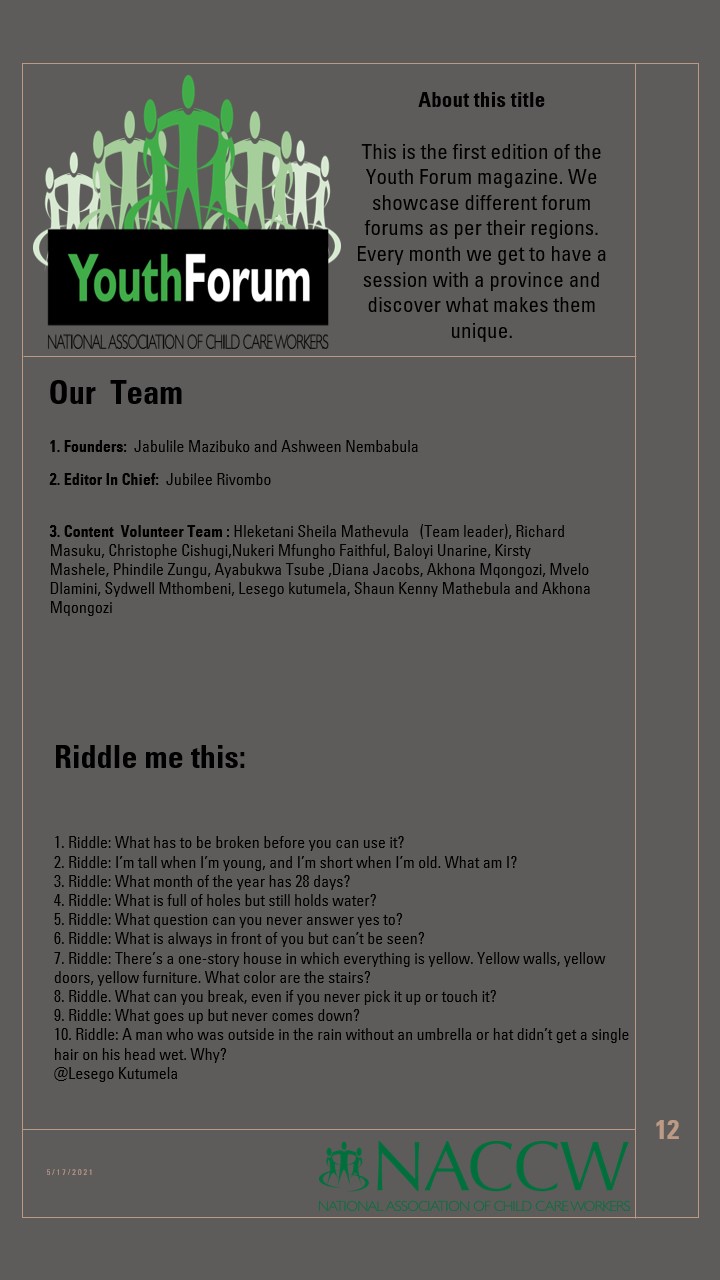 About this title
This is the first edition of the
Youth Forum magazine. We
showcase different forum
forums as per their regions.
Every month we get to have a
session with a province and
discover what makes them
unique.
YouthForum
NATIONAL ASSOCIATION OF CHILD CARE WORKERS
Our Team
1. Founders: Jabulile Mazibuko and Ashween Nembabula
2. Editor In Chief: Jubilee Rivombo
3. Content Volunteer Team : Hleketani Sheila Mathevula (Team leader), Richard
Masuku, Christophe Cishugi,Nukeri Mfungho Faithful, Baloyi Unarine, Kirsty
Mashele, Phindile Zungu, Ayabukwa Tsube ,Diana Jacobs, Akhona Mqongozi, Mvelo
Dlamini, Sydwell Mthombeni, Lesego kutumela, Shaun Kenny Mathebula and Akhona
Mqongozi
Riddle me this:
1. Riddle: What has to be broken before you can use it?
2. Riddle: I’m tall when I’m young, and I’m short when I’m old. What am I?
3. Riddle: What month of the year has 28 days?
4. Riddle: What is full of holes but still holds water?
5. Riddle: What question can you never answer yes to?
6. Riddle: What is always in front of you but can’t be seen?
7. Riddle: There’s a one-story house in which everything is yellow. Yellow walls, yellow
doors, yellow furniture. What color are the stairs?
8. Riddle. What can you break, even if you never pick it up or touch it?
9. Riddle: What goes up but never comes down?
10. Riddle: A man who was outside in the rain without an umbrella or hat didn’t get a single
hair on his head wet. Why?
@Lesego Kutumela
12
5/17/2021
NACCW
NATIONAL ASSOCIATION OF CHILD CARE WORKERS